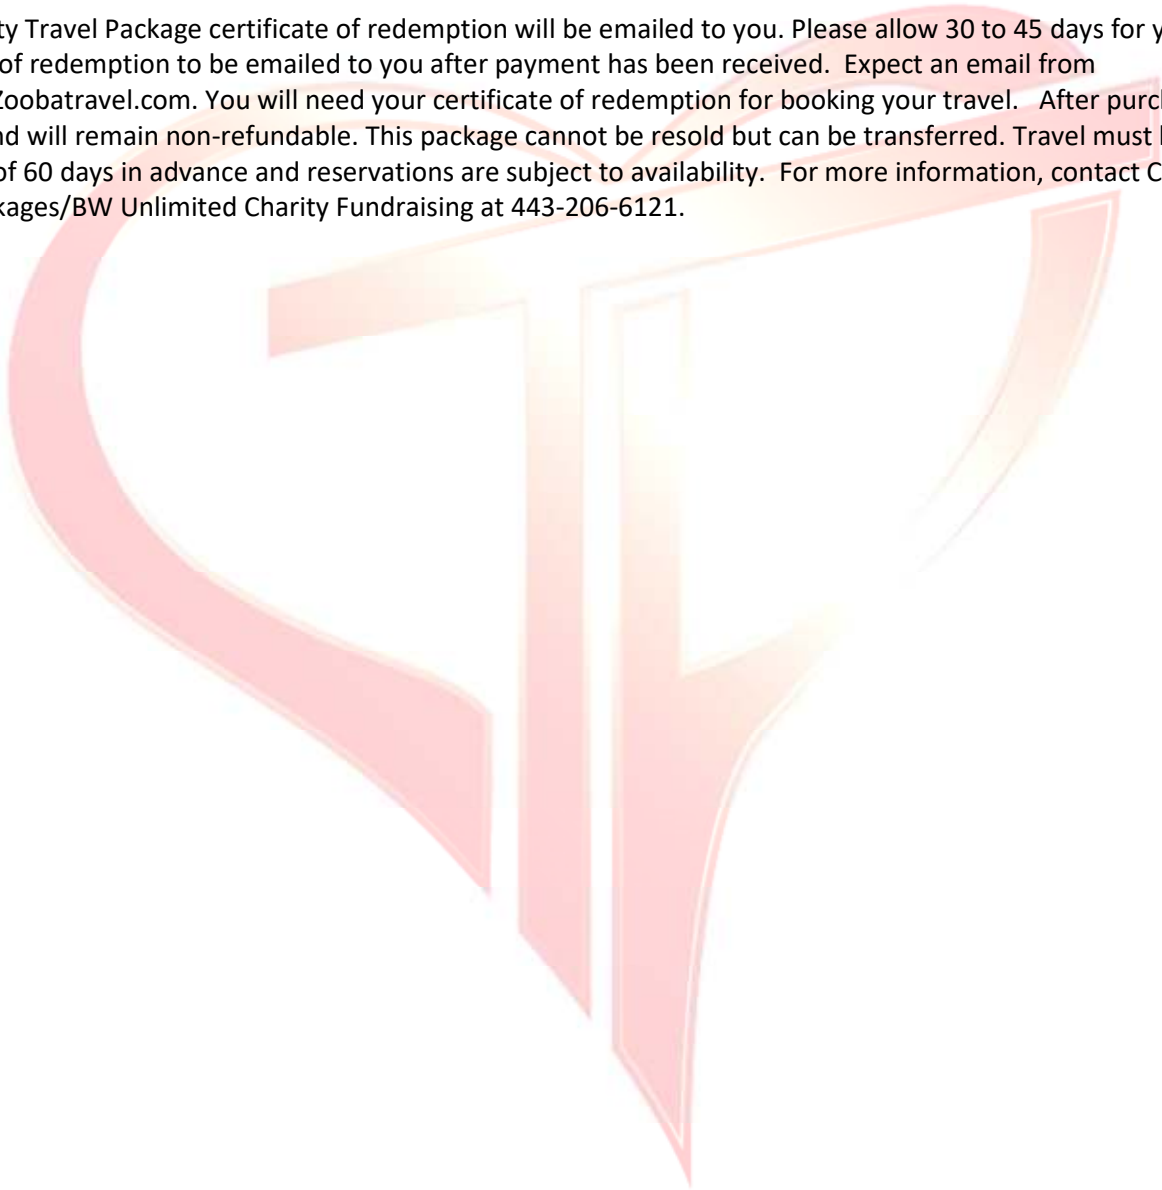 ty Travel Package certificate of redemption will be emailed to you. Please allow 30 to 45 days for y
of redemption to be emailed to you after payment has been received.  Expect an email from
Zoobatravel.com. You will need your certificate of redemption for booking your travel.   After purch
nd will remain non-refundable. This package cannot be resold but can be transferred. Travel must b
of 60 days in advance and reservations are subject to availability.  For more information, contact C
kages/BW Unlimited Charity Fundraising at 443-206-6121.